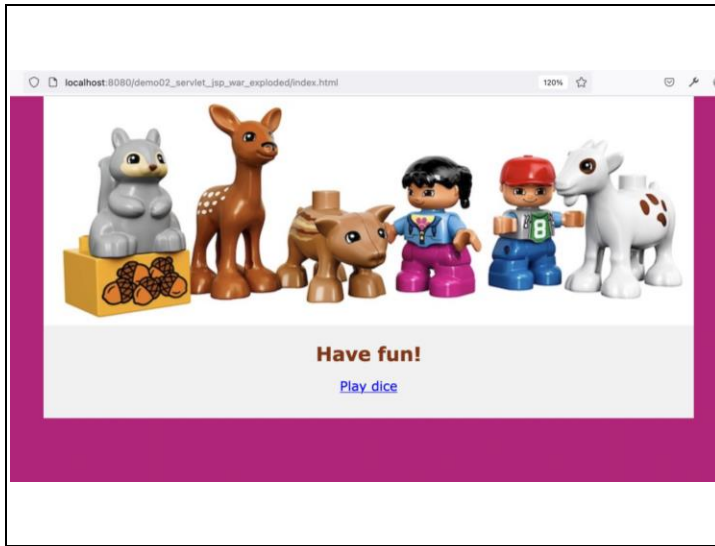 localhost:8080/demo02_servlet_jsp_war_exploded/index.html
120%
8
Have fun!
Play dice